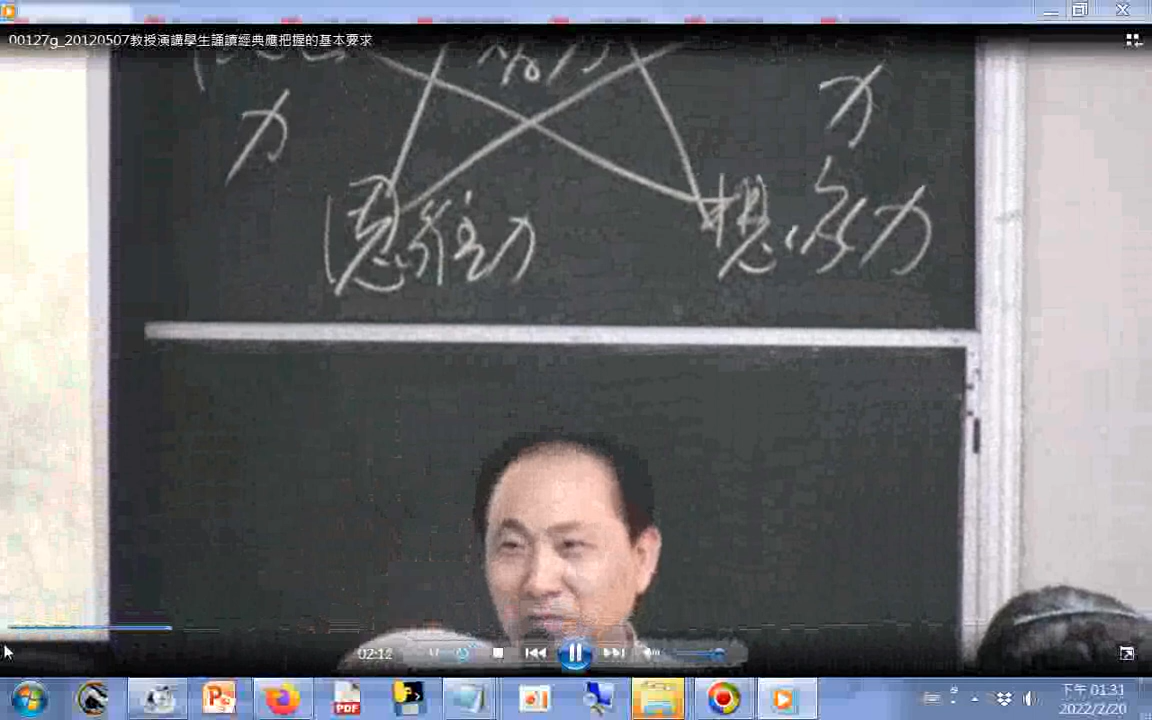 00127g_20120507教授演講學生誦讀經典應把握的基本要求
力
力
思維力
想像力
02:12
下午 01:31
2022/2/20